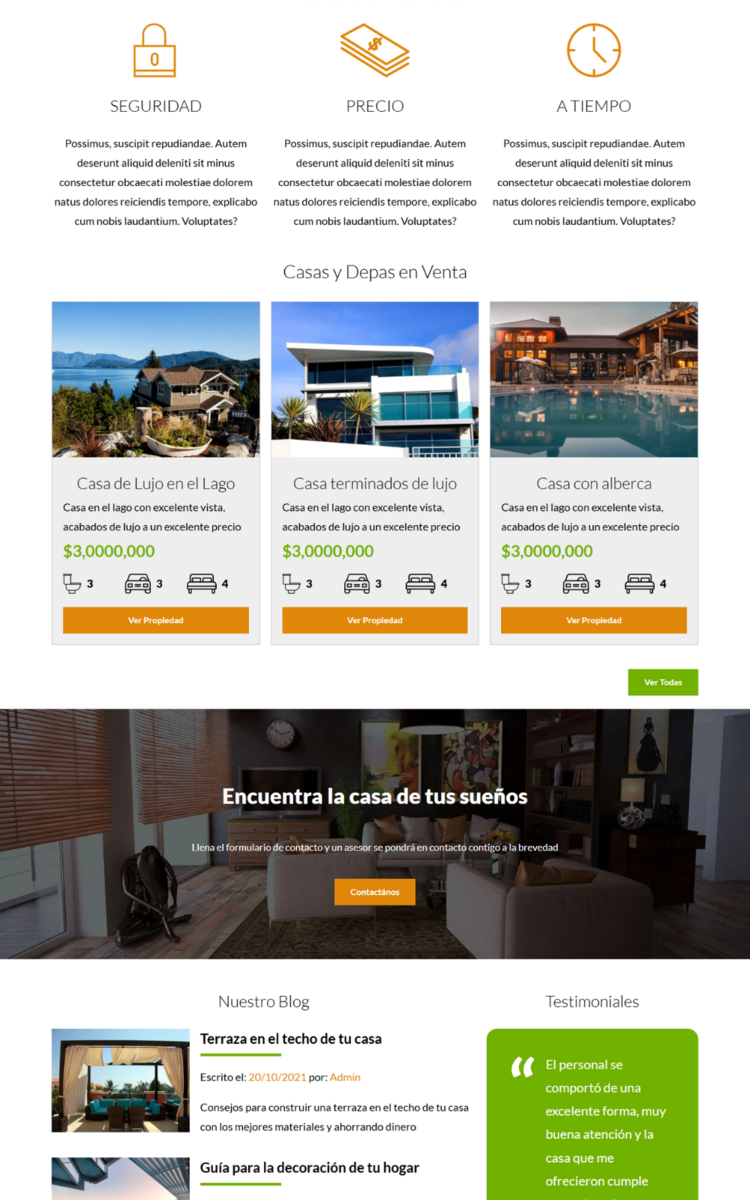 0
$
SEGURIDAD
PRECIO
A TIEMPO
Possimus, suscipit repudiandae. Autem
deserunt aliquid deleniti sit minus
consectetur obcaecati molestiae dolorem
natus dolores reiciendis tempore, explicabo
cum nobis laudantium. Voluptates?
Possimus, suscipit repudiandae. Autem
deserunt aliquid deleniti sit minus
consectetur obcaecati molestiae dolorem
natus dolores reiciendis tempore, explicabo
cum nobis laudantium. Voluptates?
Possimus, suscipit repudiandae. Autem
deserunt aliquid deleniti sit minus
consectetur obcaecati molestiae dolorem
natus dolores reiciendis tempore, explicabo
cum nobis laudantium. Voluptates?
Casas y Depas en Venta
Casa de Lujo en el Lago
Casa en el lago con excelente vista,
acabados de lujo a un excelente precio
$3,0000,000
3
3
4
Ver Propiedad
Casa terminados de lujo
Casa en el lago con excelente vista,
acabados de lujo a un excelente precio
$3,0000,000
3
3
4
Ver Propiedad
Casa con alberca
Casa en el lago con excelente vista,
acabados de lujo a un excelente precio
$3,0000,000
3
3
4
Ver Propiedad
Ver Todas
Encuentra la casa de tus sueños
Llena el formulario de contacto y un asesor se pondrá en contacto contigo a la brevedad
Contactános
Nuestro Blog
Terraza en el techo de tu casa
Escrito el: 20/10/2021 por: Admin
Consejos para construir una terraza en el techo de tu casa
con los mejores materiales y ahorrando dinero
Guía para la decoración de tu hogar
Testimoniales
“ El personal se
comportó de una
excelente forma, muy
buena atención y la
casa que me
ofrecieron cumple